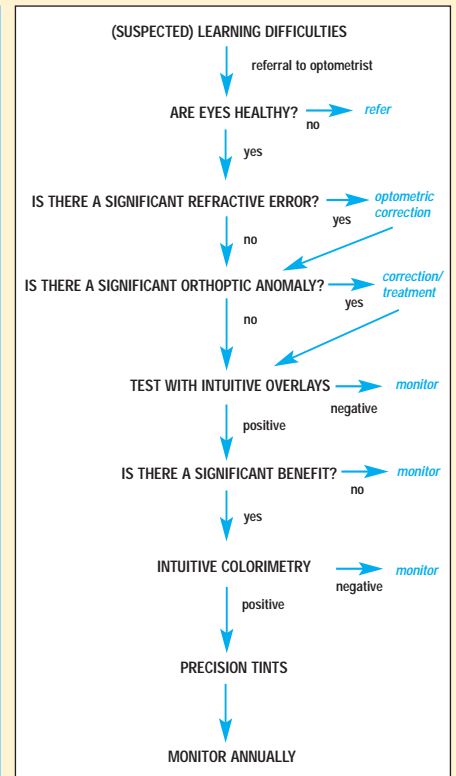 (SUSPECTED) LEARNING DIFFICULTIES
referral to optometrist
ARE EYES HEALTHY?
refer
no
yes
IS THERE A SIGNIFICANT REFRACTIVE ERROR?
optometric
correction
yes
no
IS THERE A SIGNIFICANT ORTHOPTIC ANOMALY?
correction/
treatment
yes
no
TEST WITH INTUITIVE OVERLAYS
monitor
negative
positive
IS THERE A SIGNIFICANT BENEFIT?
monitor
no
yes
INTUITIVE COLORIMETRY
monitor
negative
positive
PRECISION TINTS
MONITOR ANNUALLY